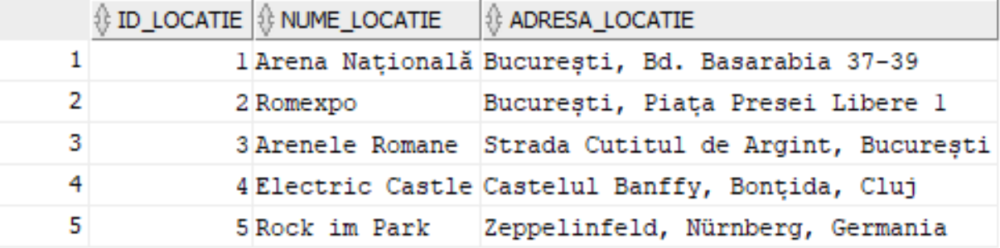 ID_LOCATIE NUME_LOCATIE ADRESA_LOCATIE
1 1 Arena Națională București, Bd. Basarabia 37-39
2 2 Romexpo București, Piața Presei Libere 1
3 3 Arenele Romane Strada Cutitul de Argint, București
4 4 Electric Castle Castelul Banffy, Bonțida, Cluj
5 5 Rock im Park Zeppelinfeld, Nürnberg, Germania